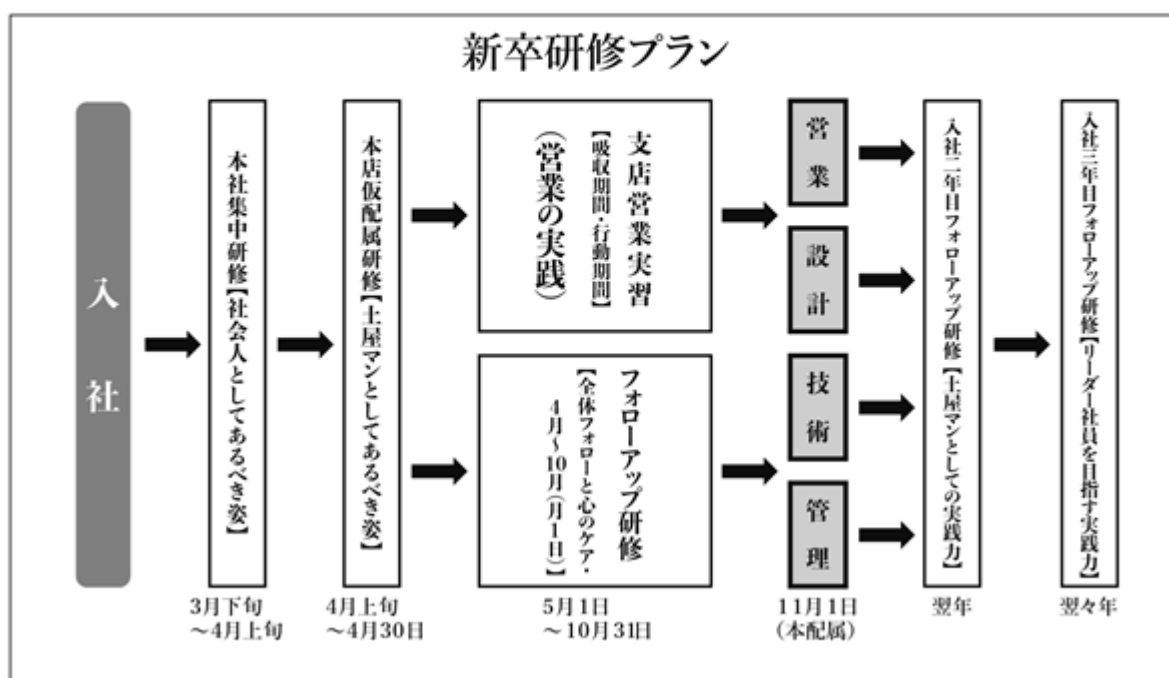 新卒研修プラン
入社
本社集中研修【社会人としてあるべき姿】
3月下旬
～4月上旬
本店仮配属研修【土屋マンとしてあるべき姿】
4月上旬
～4月30日
支店営業実習
【吸収期間・行動期間】
(営業の実践)
フォローアップ研修
【全体フォローと心のケア・
4月～10月(月1日)】
5月1日
～10月31日
営業
設計
技術
管理
11月1日
(本配属)
入社二年目フォローアップ研修【土屋マンとしての実践力】
翌年
入社三年目フォローアップ研修【リーダー社員を目指す実践力】
翌々年